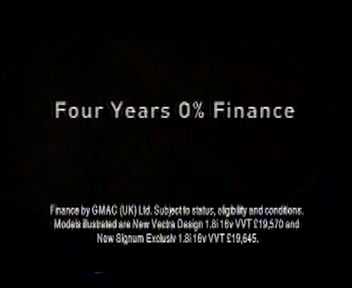 Four Years 0% Finance
Finance by GMAC (UK) Ltd. Subject to status, eligibility and conditions.
Models illustrated are New Vectra Design 1.8i 16v VVT £19,570 and
New Signum Exclusiv 1.8i 16v VVT £19,645.